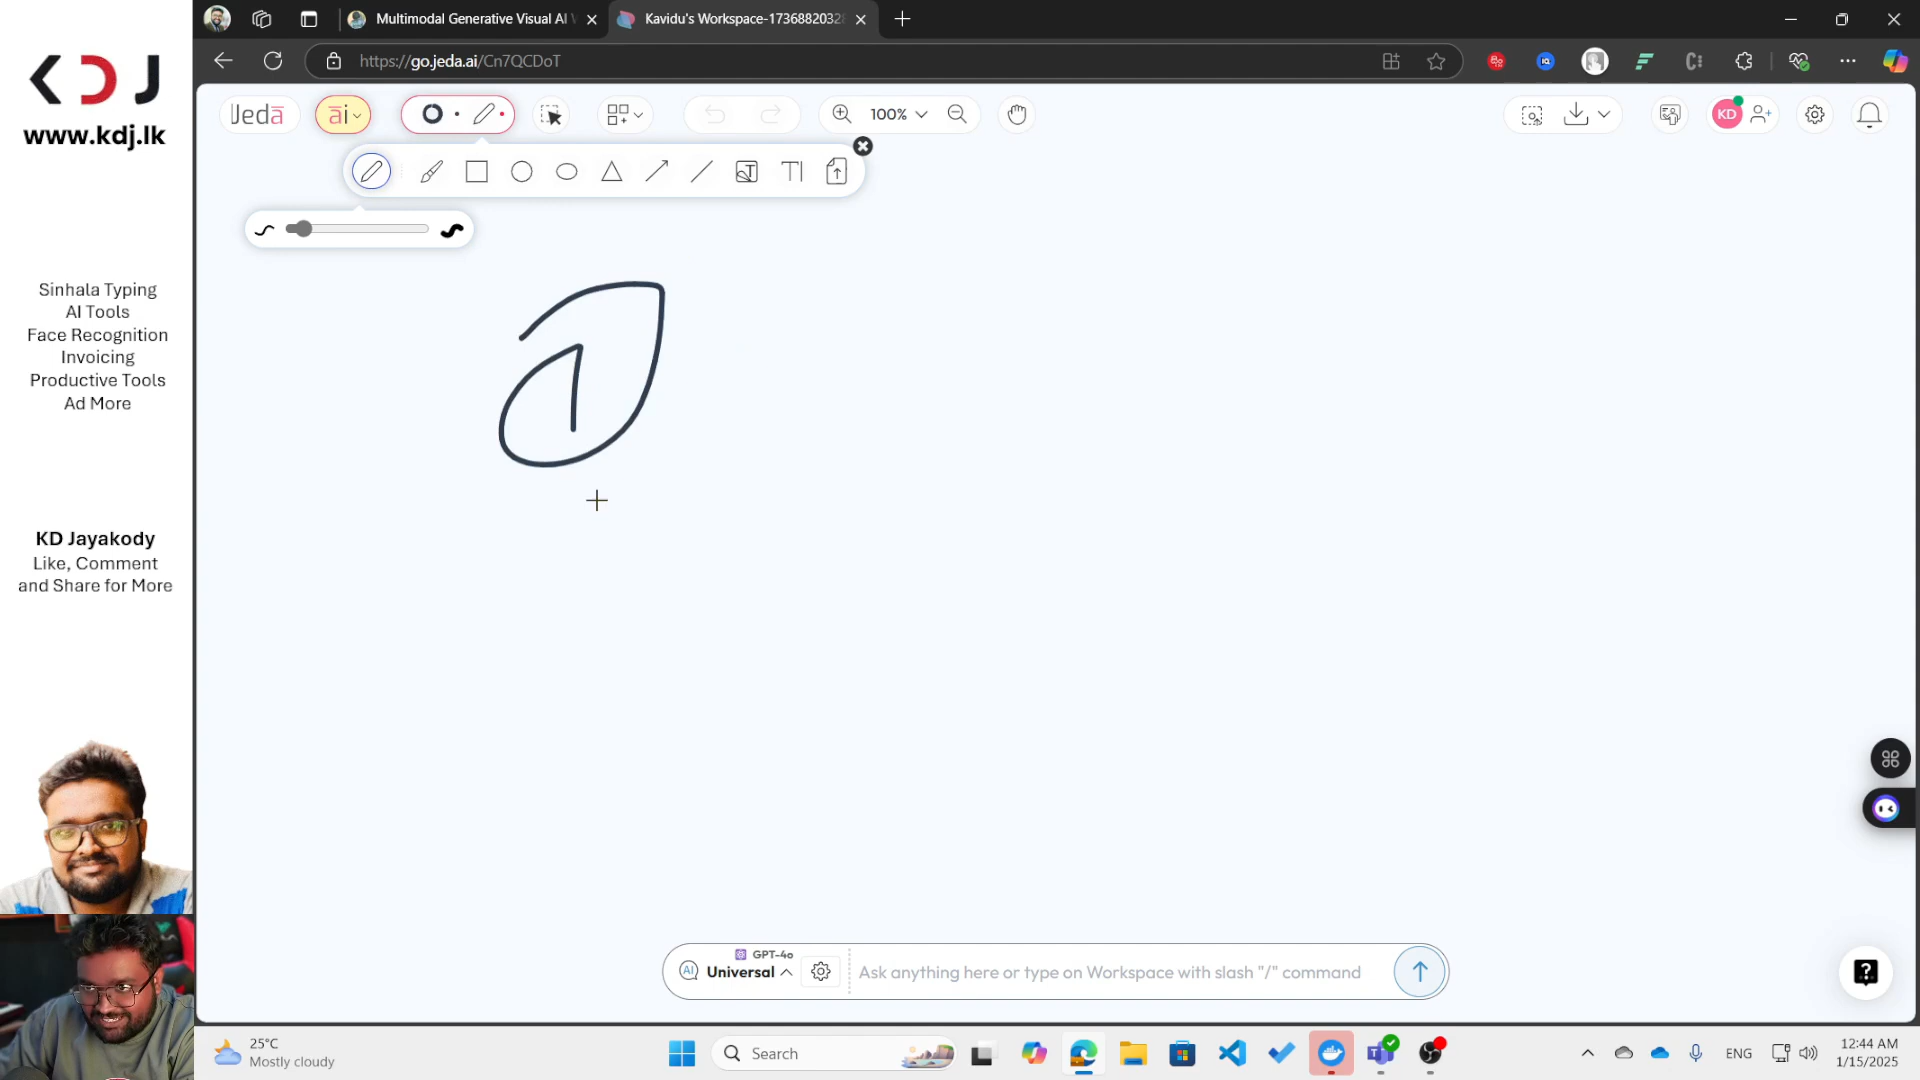 KDJ
www.kdj.lk
Sinhala Typing
AI Tools
Face Recognition
Invoicing
Productive Tools
Ad More
KD Jayakody
Like, Comment
and Share for More
Multimodal Generative Visual AI
Kavidu's Workspace-1736882032
https://go.jeda.ai/Cn7QCDoT
Jedā
āi
100%
KD
T
GPT-4o
AI Universal
Ask anything here or type on Workspace with slash "/" command
25°C
Mostly cloudy
Search
ENG
12:44 AM
1/15/2025